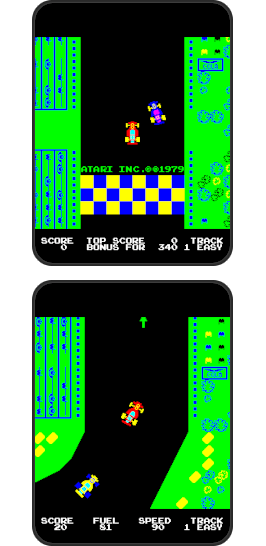 ATARI INC.©®1979
SCORE TOP SCORE 0 TRACK
0 BONUS FOR 340 1 EASY
SCORE FUEL SPEED TRACK
20 81 90 1 EASY